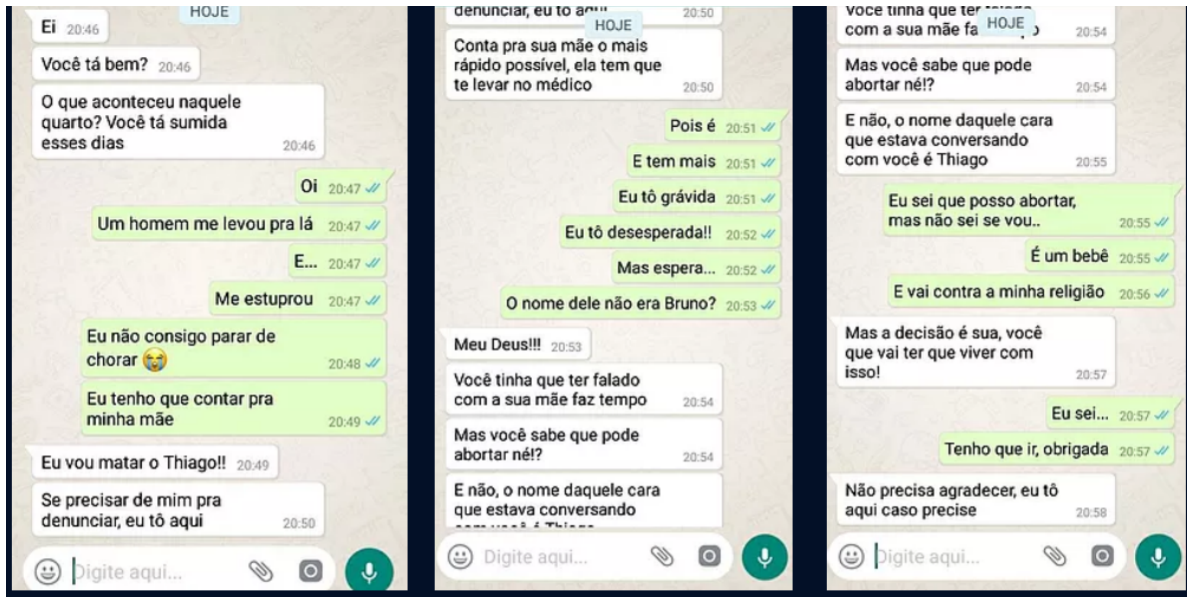 HOJE
Ei 20:46
Você tá bem? 20:46
O que aconteceu naquele
quarto? Você tá sumida
esses dias 20:46
Oi 20:47
Um homem me levou pra lá 20:47
E... 20:47
Me estuprou 20:47
Eu não consigo parar de
chorar 😭 20:48
Eu tenho que contar pra
minha mãe 20:49
Eu vou matar o Thiago!! 20:49
Se precisar de mim pra
denunciar, eu tô aqui 20:50
Digite aqui...
denunciar, eu tô aqui 20:50
HOJE
Conta pra sua mãe o mais
rápido possível, ela tem que
te levar no médico 20:50
Pois é 20:51
E tem mais 20:51
Eu tô grávida 20:51
Eu tô desesperada!! 20:52
Mas espera... 20:52
O nome dele não era Bruno? 20:53
Meu Deus!!! 20:53
Você tinha que ter falado
com a sua mãe faz tempo 20:54
Mas você sabe que pode
abortar né!? 20:54
E não, o nome daquele cara
que estava conversando
com você é Thiago
Digite aqui...
você tinha que ter falado
HOJE
com a sua mãe 20:54
Mas você sabe que pode
abortar né!? 20:54
E não, o nome daquele cara
que estava conversando
com você é Thiago 20:55
Eu sei que posso abortar,
mas não sei se vou.. 20:55
É um bebê 20:55
E vai contra a minha religião 20:56
Mas a decisão é sua, você
que vai ter que viver com
isso! 20:57
Eu sei... 20:57
Tenho que ir, obrigada 20:57
Não precisa agradecer, eu tô
aqui caso precise 20:58
Digite aqui...